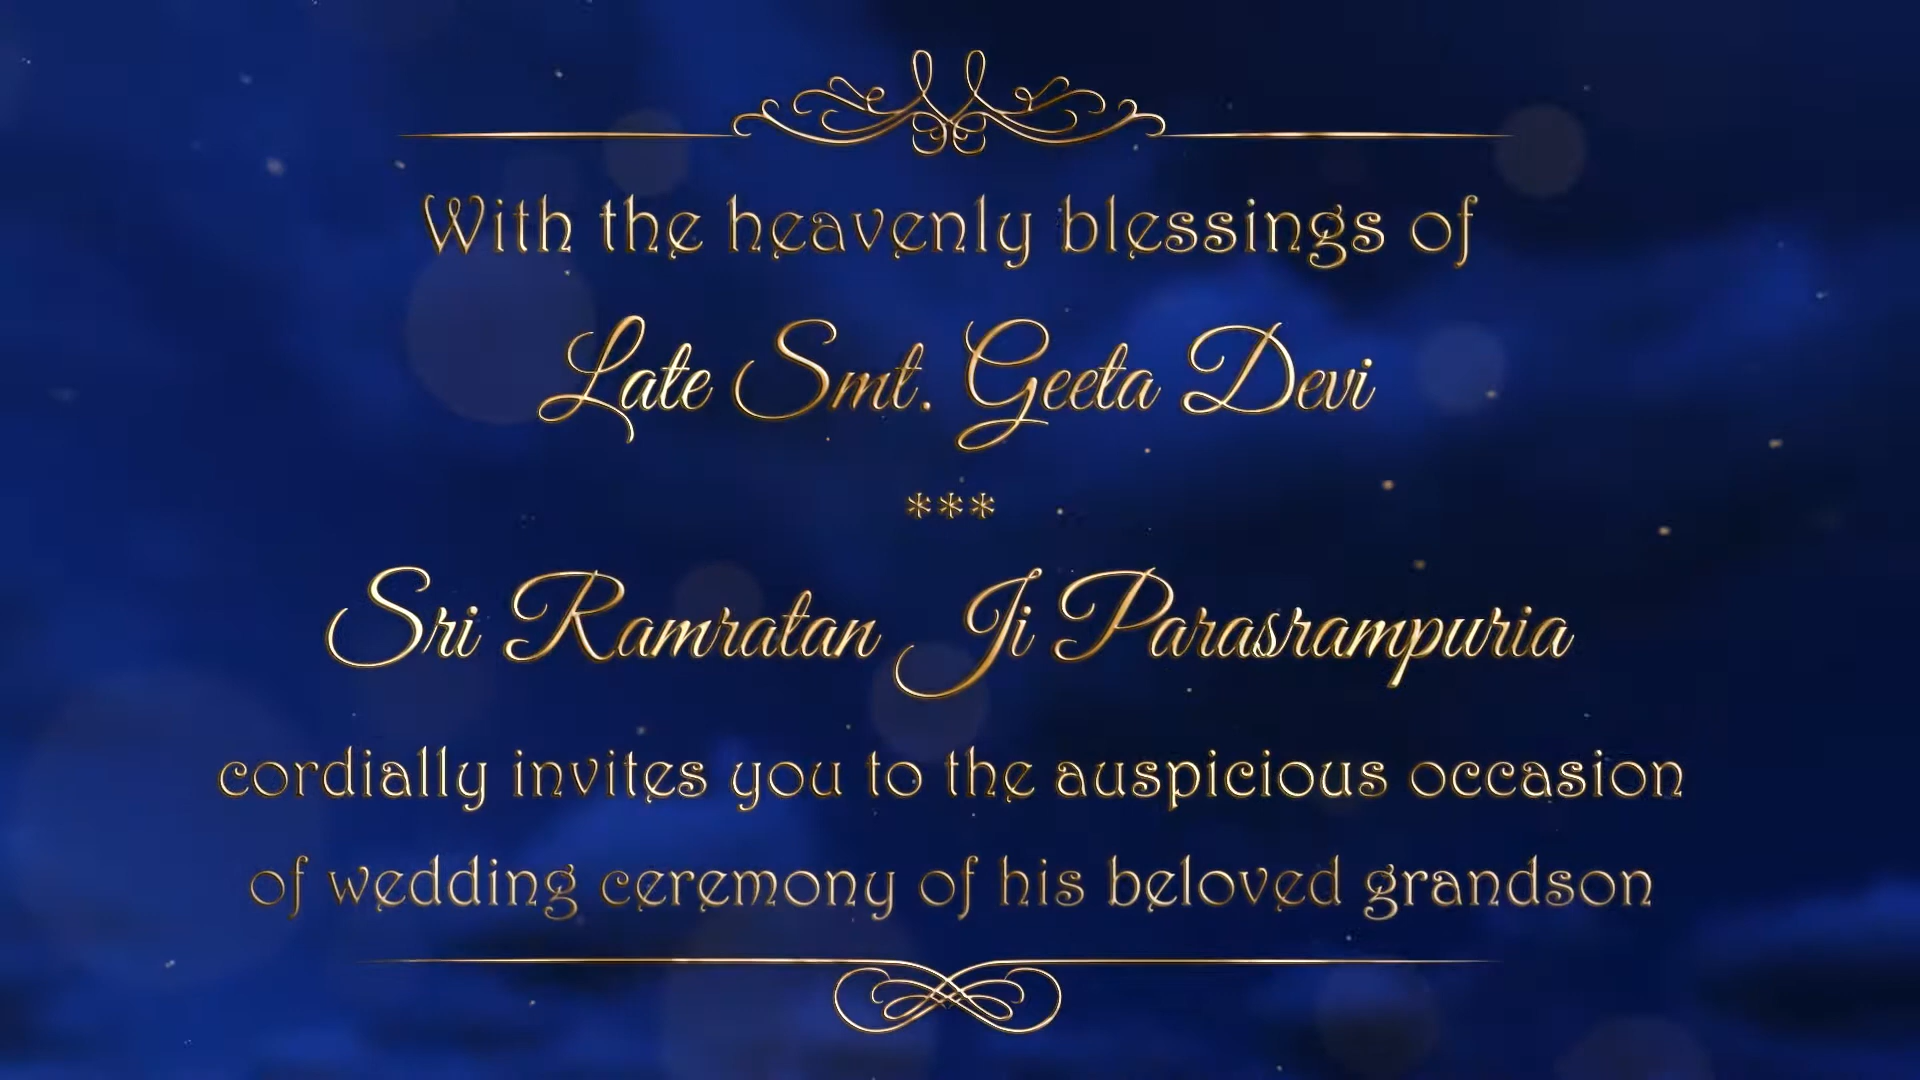 With the heavenly blessings of
Late Smt. Geeta Devi
***
Sri Ramratan Ji Parasrampuria
cordially invites you to the auspicious occasion
of wedding ceremony of his beloved grandson